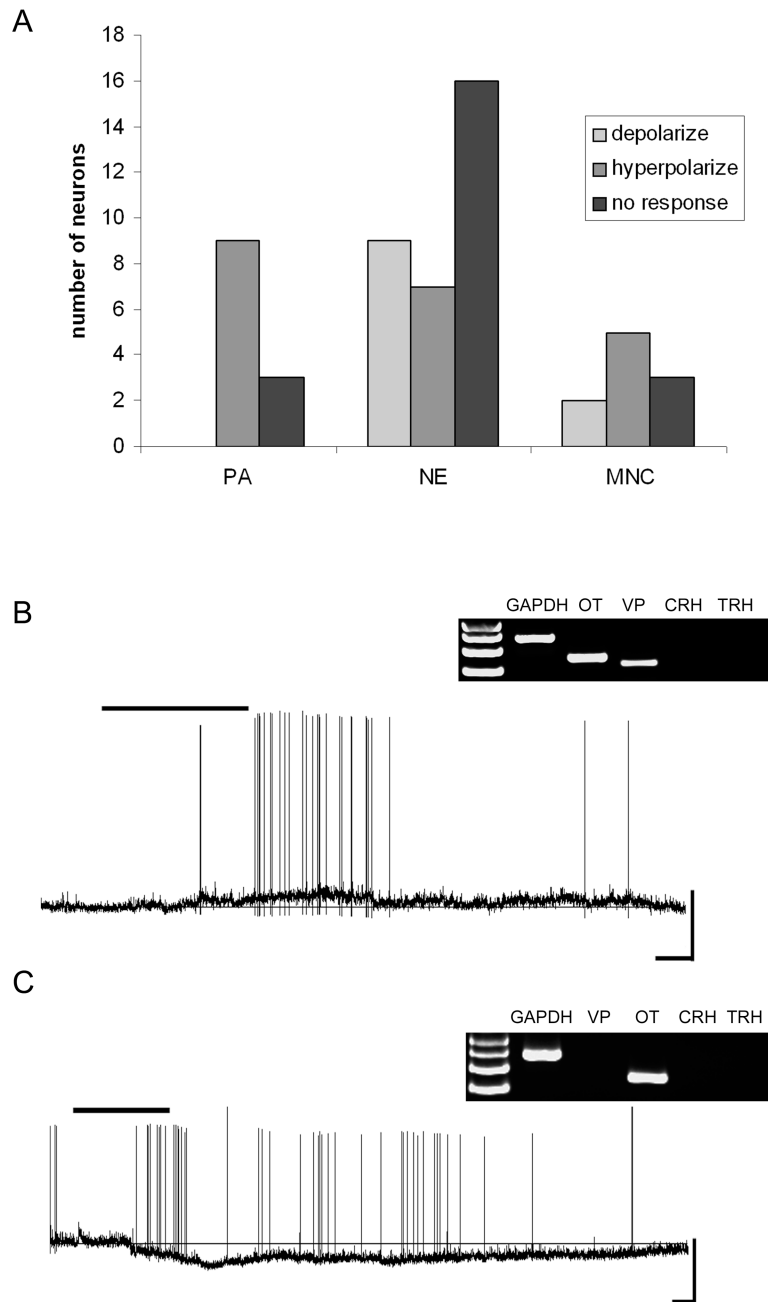 A
number of neurons
18
16
14
12
10
8
6
4
2
0
PA NE MNC
depolarize
hyperpolarize
no response
B
GAPDH OT VP CRH TRH
C
GAPDH VP OT CRH TRH